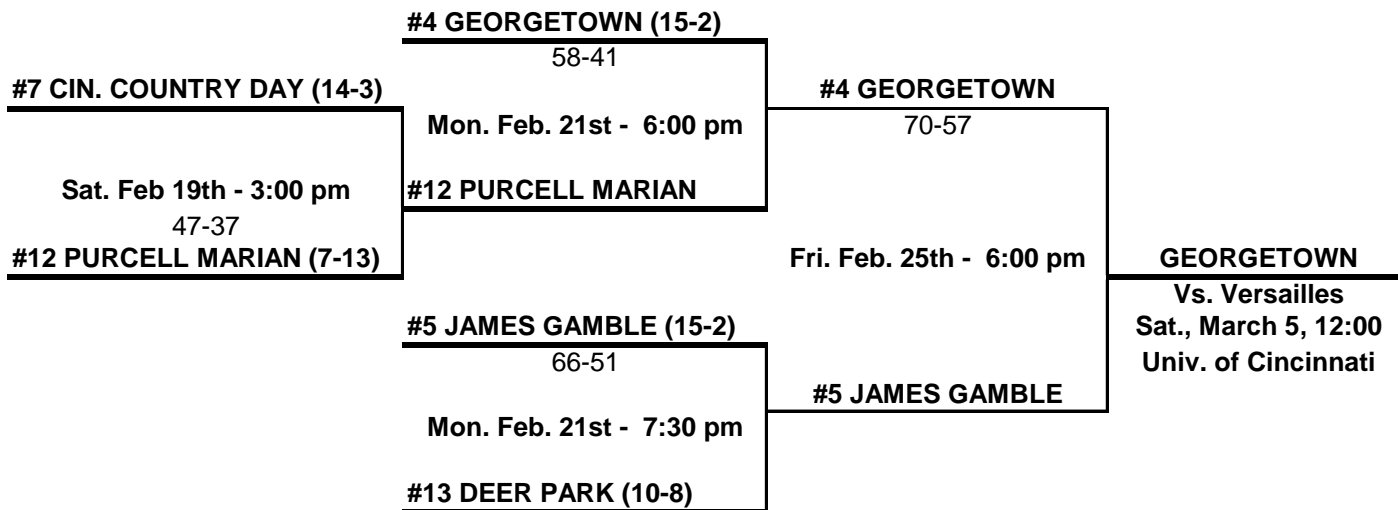 #4 GEORGETOWN (15-2)
58-41
#7 CIN. COUNTRY DAY (14-3)
#4 GEORGETOWN
Mon. Feb. 21st - 6:00 pm
70-57
Sat. Feb 19th - 3:00 pm
#12 PURCELL MARIAN
47-37
#12 PURCELL MARIAN (7-13)
Fri. Feb. 25th - 6:00 pm
GEORGETOWN
Vs. Versailles
#5 JAMES GAMBLE (15-2)
Sat., March 5, 12:00
66-51
Univ. of Cincinnati
#5 JAMES GAMBLE
Mon. Feb. 21st - 7:30 pm
#13 DEER PARK (10-8)